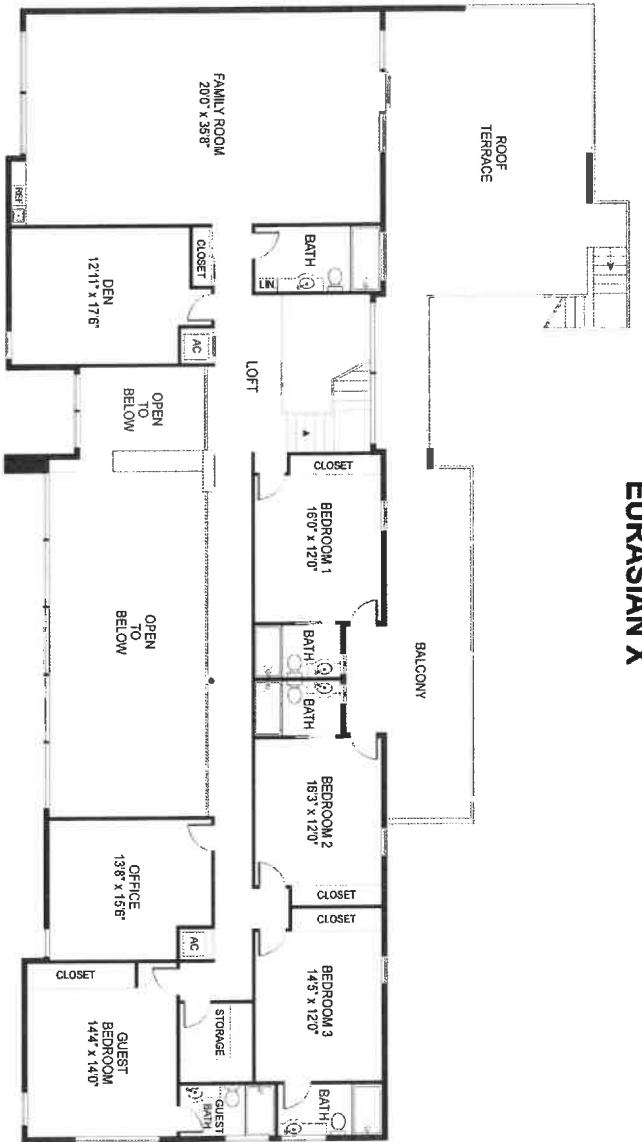 EURASIAN X
ROOF
TERRACE
FAMILY ROOM
20'0" x 35'8"
REF
BATH
LIN.
CLOSET
DEN
12'11" x 17'6"
AC
LOFT
OPEN
TO
BELOW
CLOSET
BEDROOM 1
16'0" x 12'0"
BALCONY
BATH
BATH
OPEN
TO
BELOW
BEDROOM 2
16'3" x 12'0"
CLOSET
CLOSET
OFFICE
13'8" x 15'6"
AC
BEDROOM 3
14'5" x 12'0"
CLOSET
STORAGE
GUEST
BEDROOM
14'4" x 14'0"
GUEST
BATH
BATH